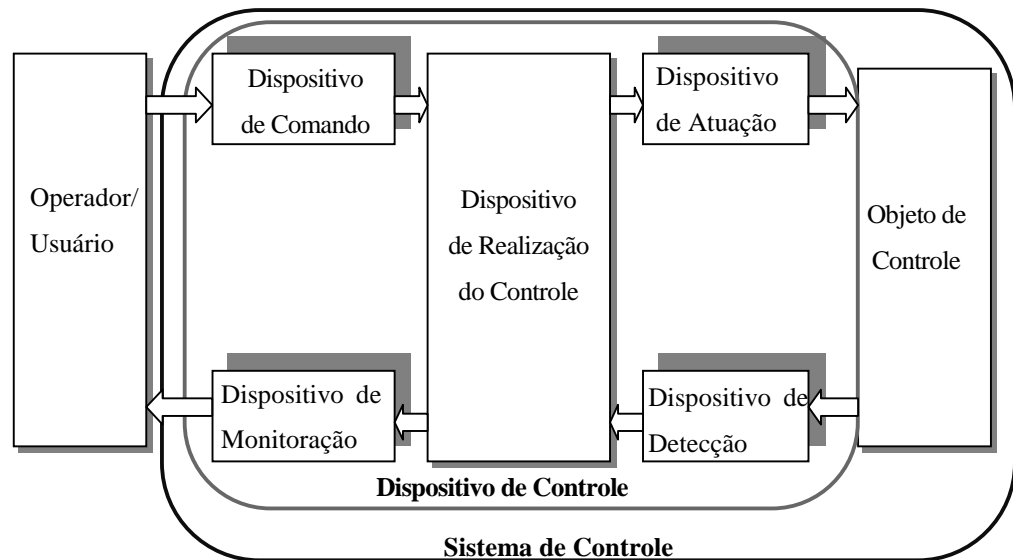 Dispositivo
de Comando
Dispositivo
de Atuação
Operador/
Usuário
Dispositivo
de Realização
do Controle
Objeto de
Controle
Dispositivo de
Monitoração
Dispositivo de
Detecção
Dispositivo de Controle
Sistema de Controle